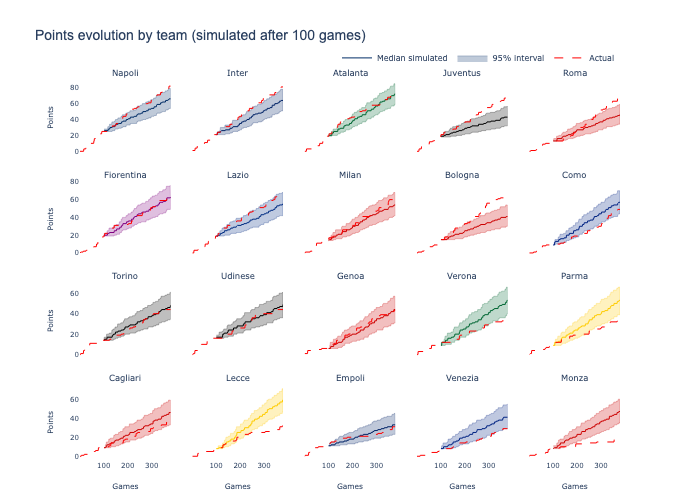 Points evolution by team (simulated after 100 games)
Median simulated 95% interval Actual
Napoli Inter Atalanta Juventus Roma
80
60
Points
40
20
0
Fiorentina Lazio Milan Bologna Como
80
60
Points
40
20
0
Torino Udinese Genoa Verona Parma
60
Points
40
20
0
Cagliari Lecce Empoli Venezia Monza
60
Points
40
20
0
100 200 300 100 200 300 100 200 300 100 200 300 100 200 300
Games Games Games Games Games